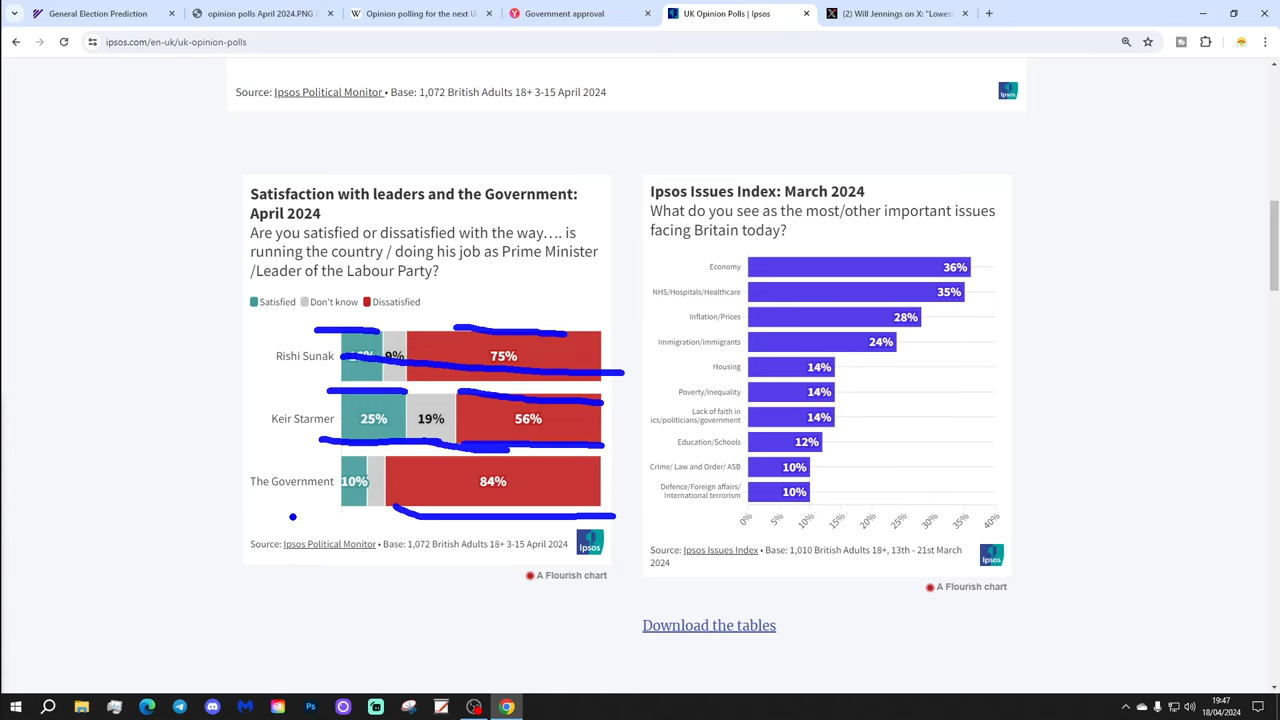 General Election Prediction
opinion polls April 2024.PNG (
Opinion polling for the next U
Government approval
UK Opinion Polls | Ipsos
(2) Will Jennings on X: "Lowes
ipsos.com/en-uk/uk-opinion-polls
Source: Ipsos Political Monitor • Base: 1,072 British Adults 18+ 3-15 April 2024
Ipsos
Satisfaction with leaders and the Government:
April 2024
Are you satisfied or dissatisfied with the way…. is
running the country / doing his job as Prime Minister
/Leader of the Labour Party?
Satisfied Don't know Dissatisfied
Rishi Sunak 9% 75%
Keir Starmer 25% 19% 56%
The Government 10% 84%
Source: Ipsos Political Monitor • Base: 1,072 British Adults 18+ 3-15 April 2024
Ipsos
A Flourish chart
Ipsos Issues Index: March 2024
What do you see as the most/other important issues
facing Britain today?
Economy 36%
NHS/Hospitals/Healthcare 35%
Inflation/Prices 28%
Immigration/immigrants 24%
Housing 14%
Poverty/Inequality 14%
Lack of faith in
ics/politicians/government 14%
Education/Schools 12%
Crime/ Law and Order/ ASB 10%
Defence/Foreign affairs/
International terrorism 10%
0% 5% 10% 15% 20% 25% 30% 35% 40%
Source: Ipsos Issues Index • Base: 1,010 British Adults 18+, 13th - 21st March
2024
Ipsos
A Flourish chart
Download the tables
19:47
18/04/2024